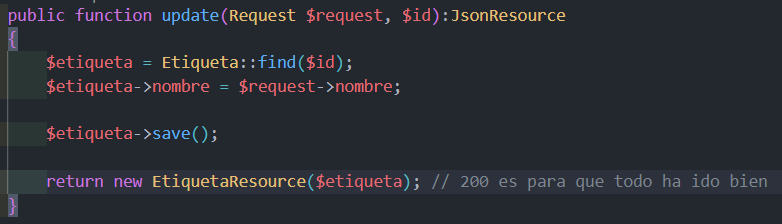 public function update(Request $request, $id):JsonResource
{
$etiqueta = Etiqueta::find($id);
$etiqueta->nombre = $request->nombre;
$etiqueta->save();
return new EtiquetaResource($etiqueta); // 200 es para que todo ha ido bien
}